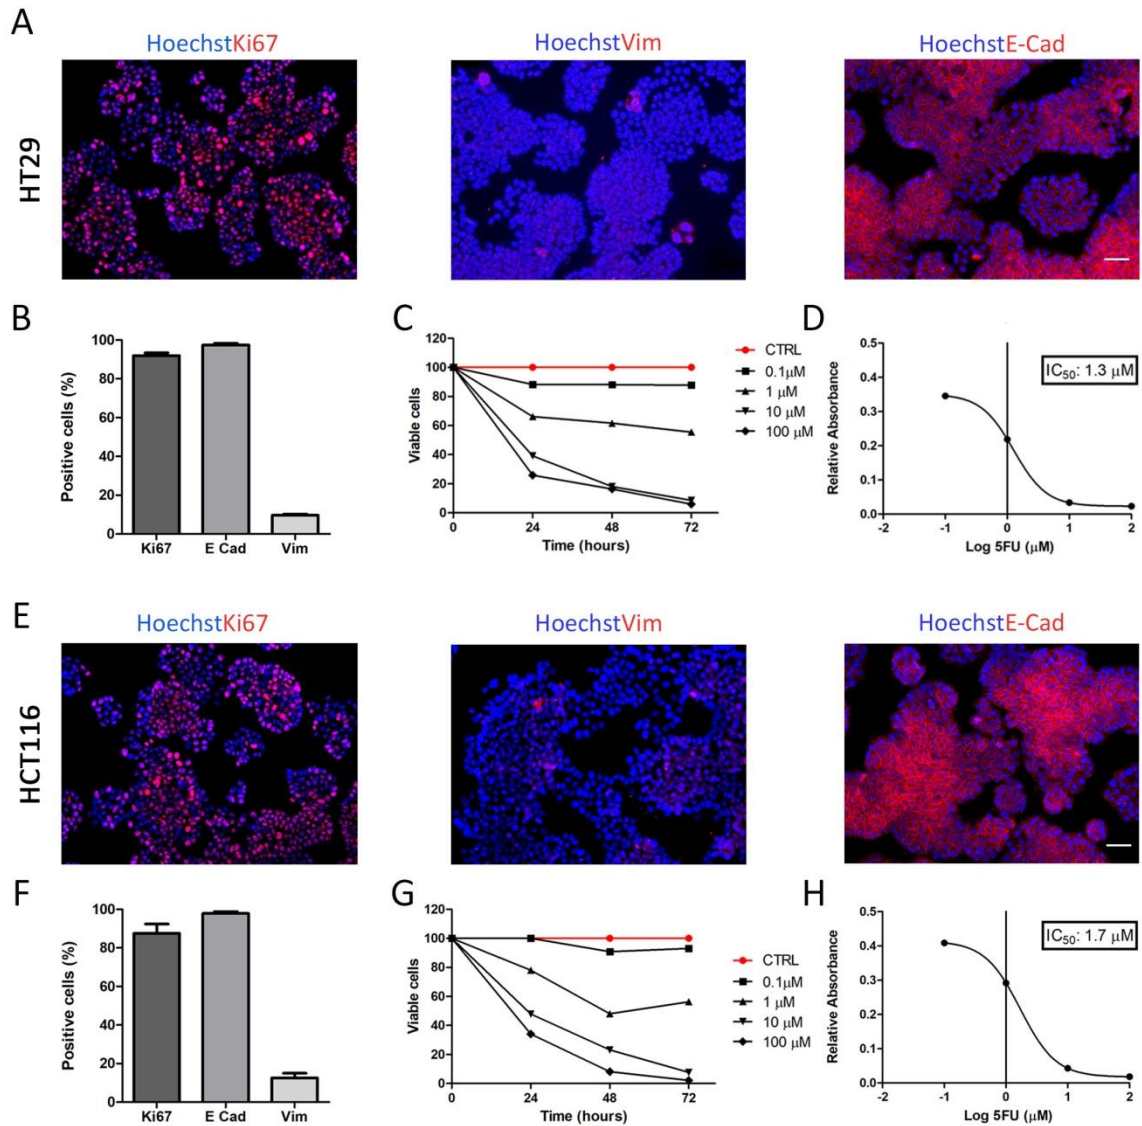 A
HoechstKi67
HoechstVim
HoechstE-Cad
HT29
B
Positive cells (%)
100
80
60
40
20
0
Ki67 E Cad Vim
C
Viable cells
120
100
80
60
40
20
0
0 24 48 72
Time (hours)
CTRL
0.1μM
1 μM
10 μM
100 μM
D
Relative Absorbance
0.5
0.4
0.3
0.2
0.1
0.0
-2 -1 0 1 2
Log 5FU (μM)
IC50: 1.3 μM
E
HoechstKi67
HoechstVim
HoechstE-Cad
HCT116
F
Positive cells (%)
100
80
60
40
20
0
Ki67 E Cad Vim
G
Viable cells
120
100
80
60
40
20
0
0 24 48 72
Time (hours)
CTRL
0.1μM
1 μM
10 μM
100 μM
H
Relative Absorbance
0.5
0.4
0.3
0.2
0.1
0.0
-2 -1 0 1 2
Log 5FU (μM)
IC50: 1.7 μM